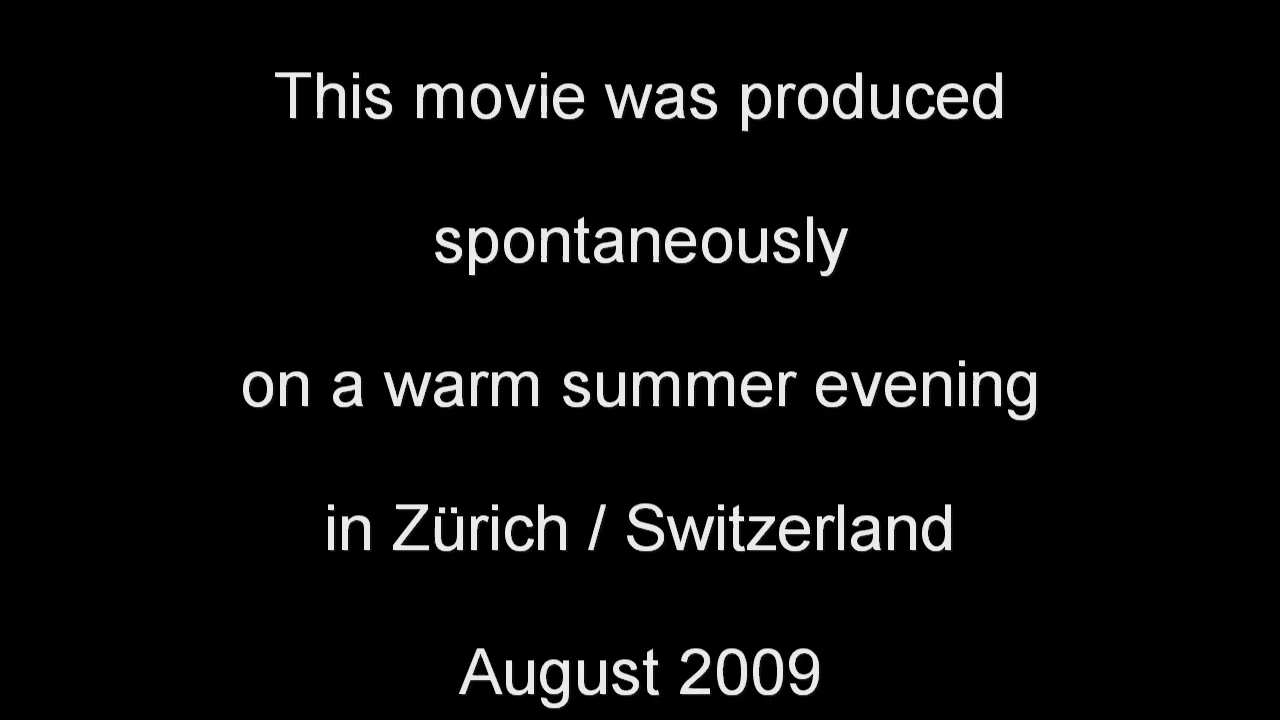 This movie was produced
spontaneously
on a warm summer evening
in Zürich / Switzerland
August 2009